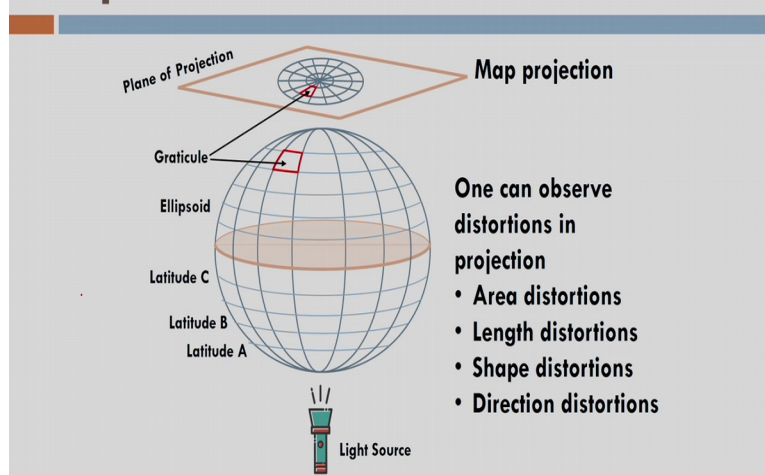 Plane of Projection
Map projection
Graticule
Ellipsoid
One can observe
distortions in
projection
• Area distortions
• Length distortions
• Shape distortions
• Direction distortions
Latitude C
Latitude B
Latitude A
Light Source